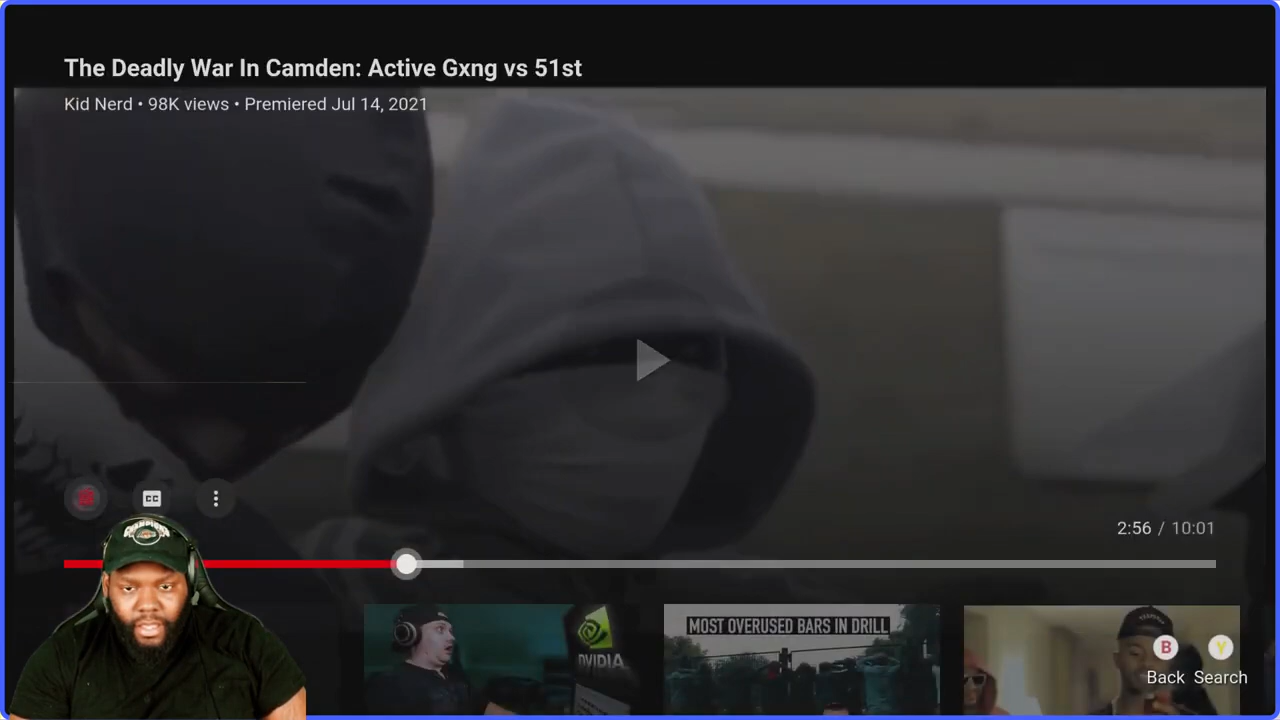 The Deadly War In Camden: Active Gxng vs 51st
Kid Nerd • 98K views • Premiered Jul 14, 2021
CC
2:56 / 10:01
MOST OVERUSED BARS IN DRILL
NVIDIA
B Y
Back Search